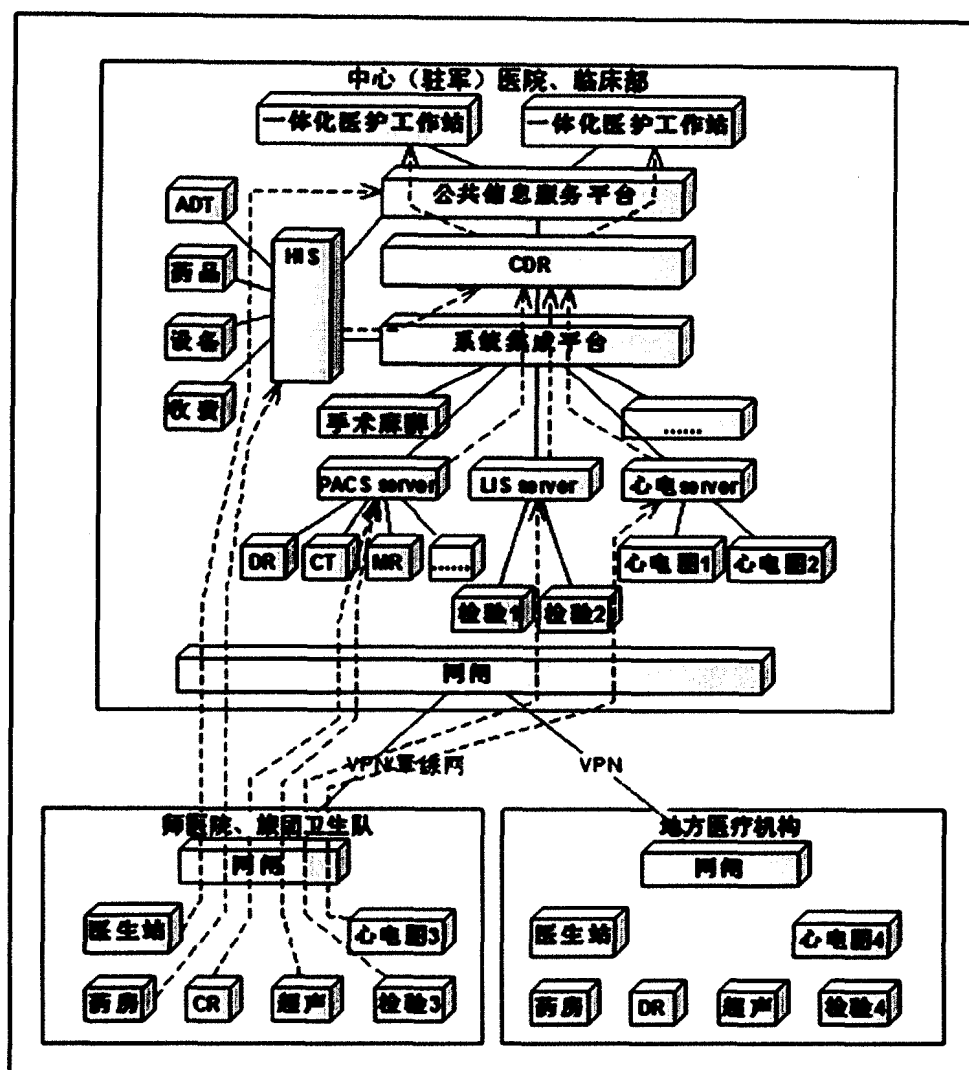 中心（驻军）医院、临床部
一体化医护工作站
一体化医护工作站
公共信息服务平台
ADT
HIS
CDR
药品
设备
系统集成平台
收费
手术麻醉
......
PACS server
LIS server
心电server
DR
CT
MR
......
心电图1
心电图2
检验1
检验2
网闸
VPN/军综网
VPN
师医院、旅团卫生队
网闸
医生站
心电图3
药房
CR
超声
检验3
地方医疗机构
网闸
医生站
心电图4
药房
DR
超声
检验4